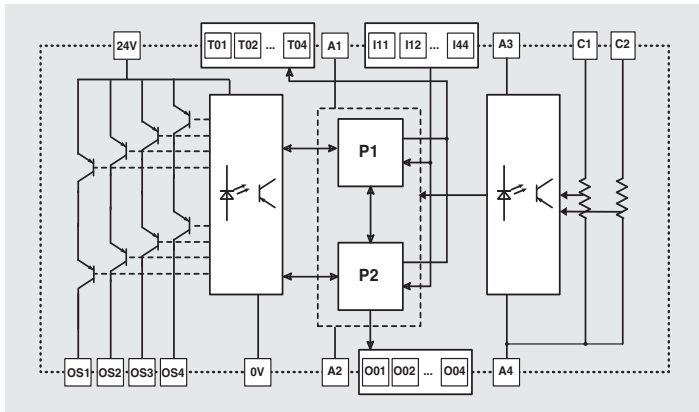 24V T01 T02 ... T04 A1 I11 I12 ... I44 A3 C1 C2
P1
P2
OS1 OS2 OS3 OS4 0V A2 O01 O02 ... O04 A4